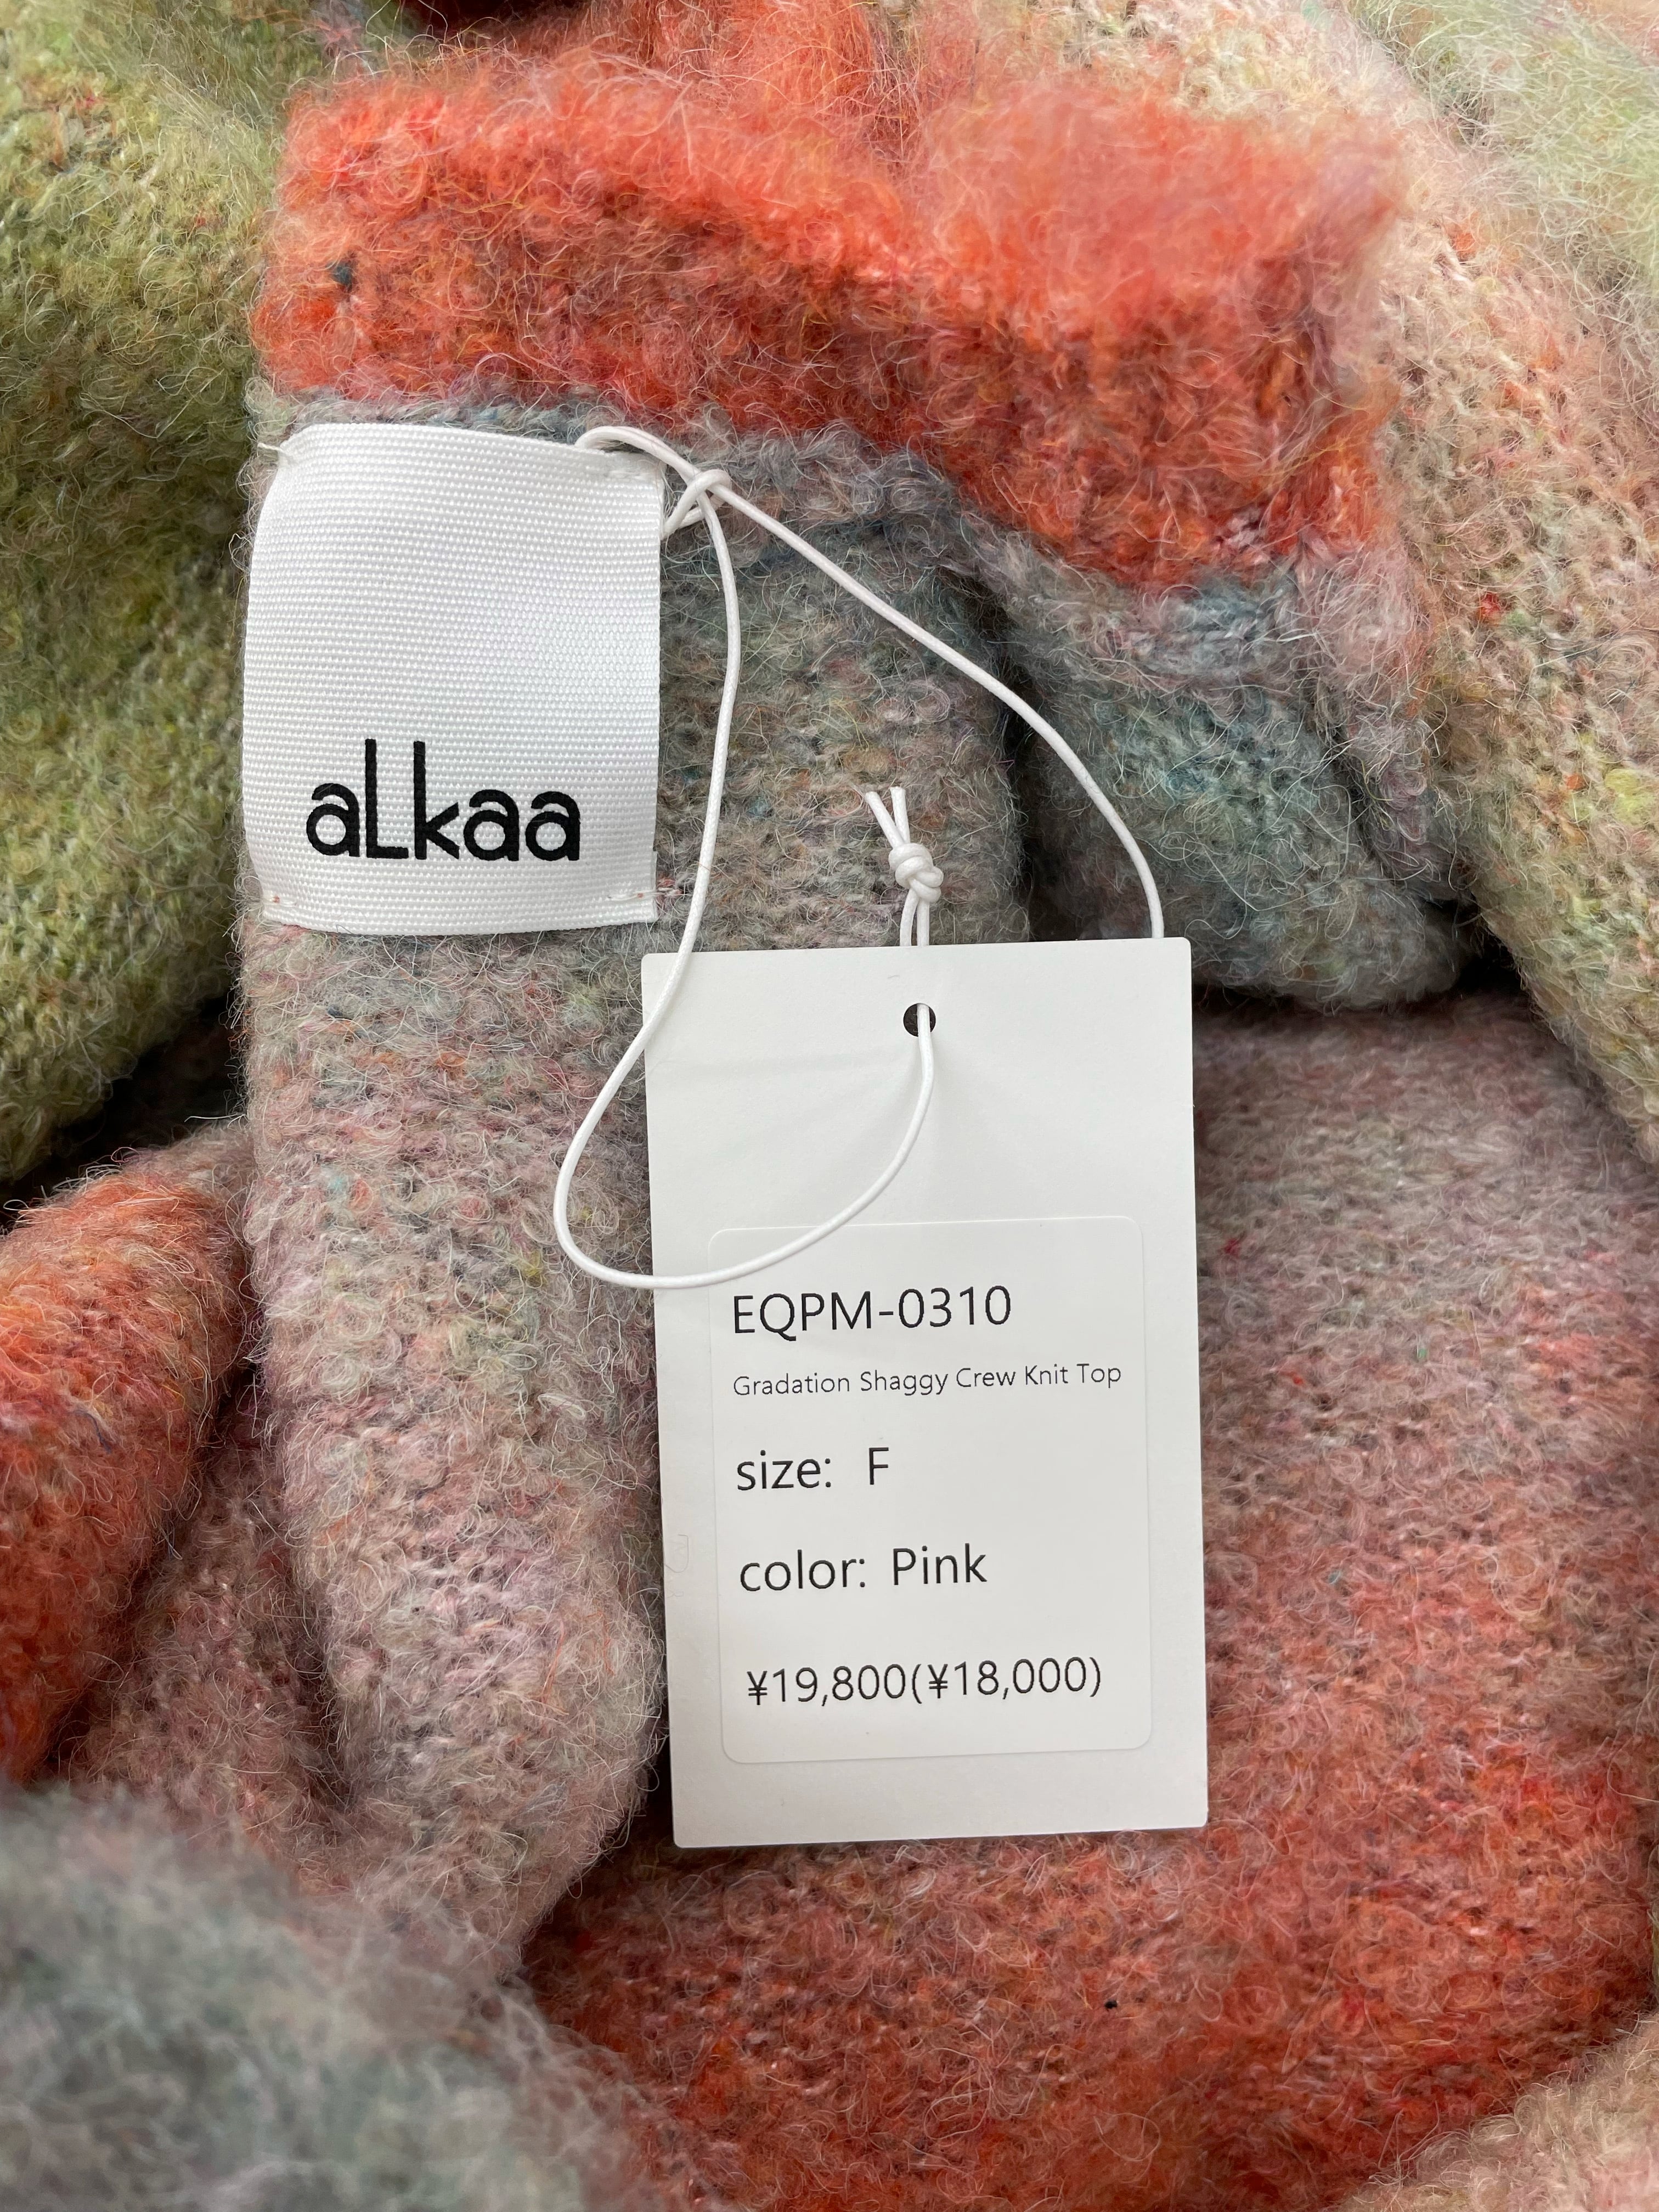 aLkaa
EQPM-0310
Gradation Shaggy Crew Knit Top
size: F
color: Pink
¥19,800(¥18,000)